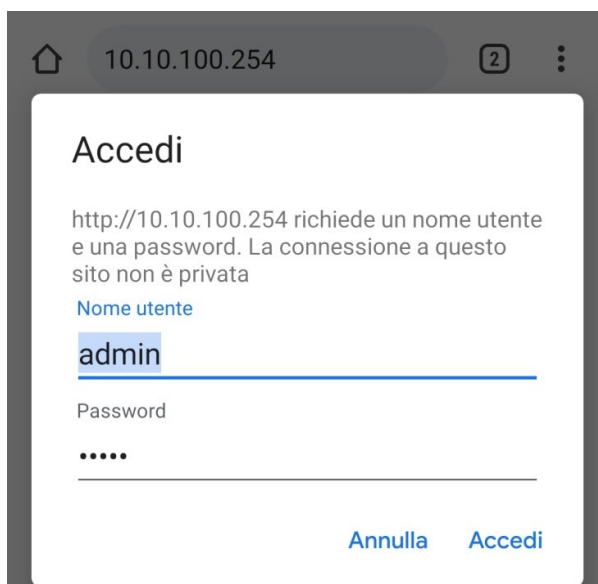 10.10.100.254
2
Accedi
http://10.10.100.254 richiede un nome utente
e una password. La connessione a questo
sito non è privata
Nome utente
admin
Password
•••••
Annulla Accedi